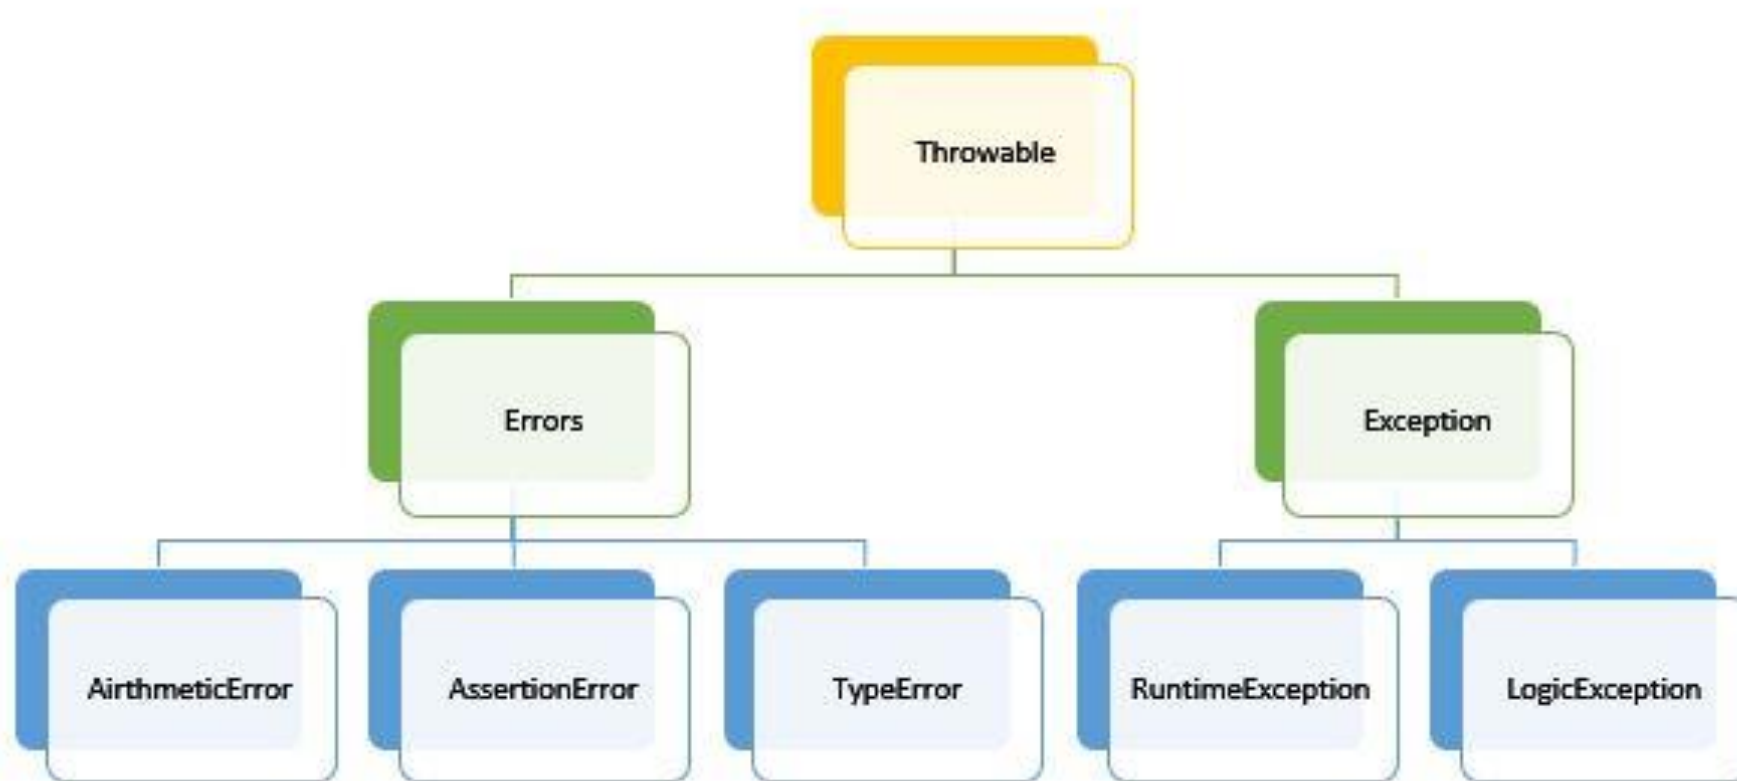 Throwable
Errors
Exception
AirthmeticError
AssertionError
TypeError
RuntimeException
LogicException